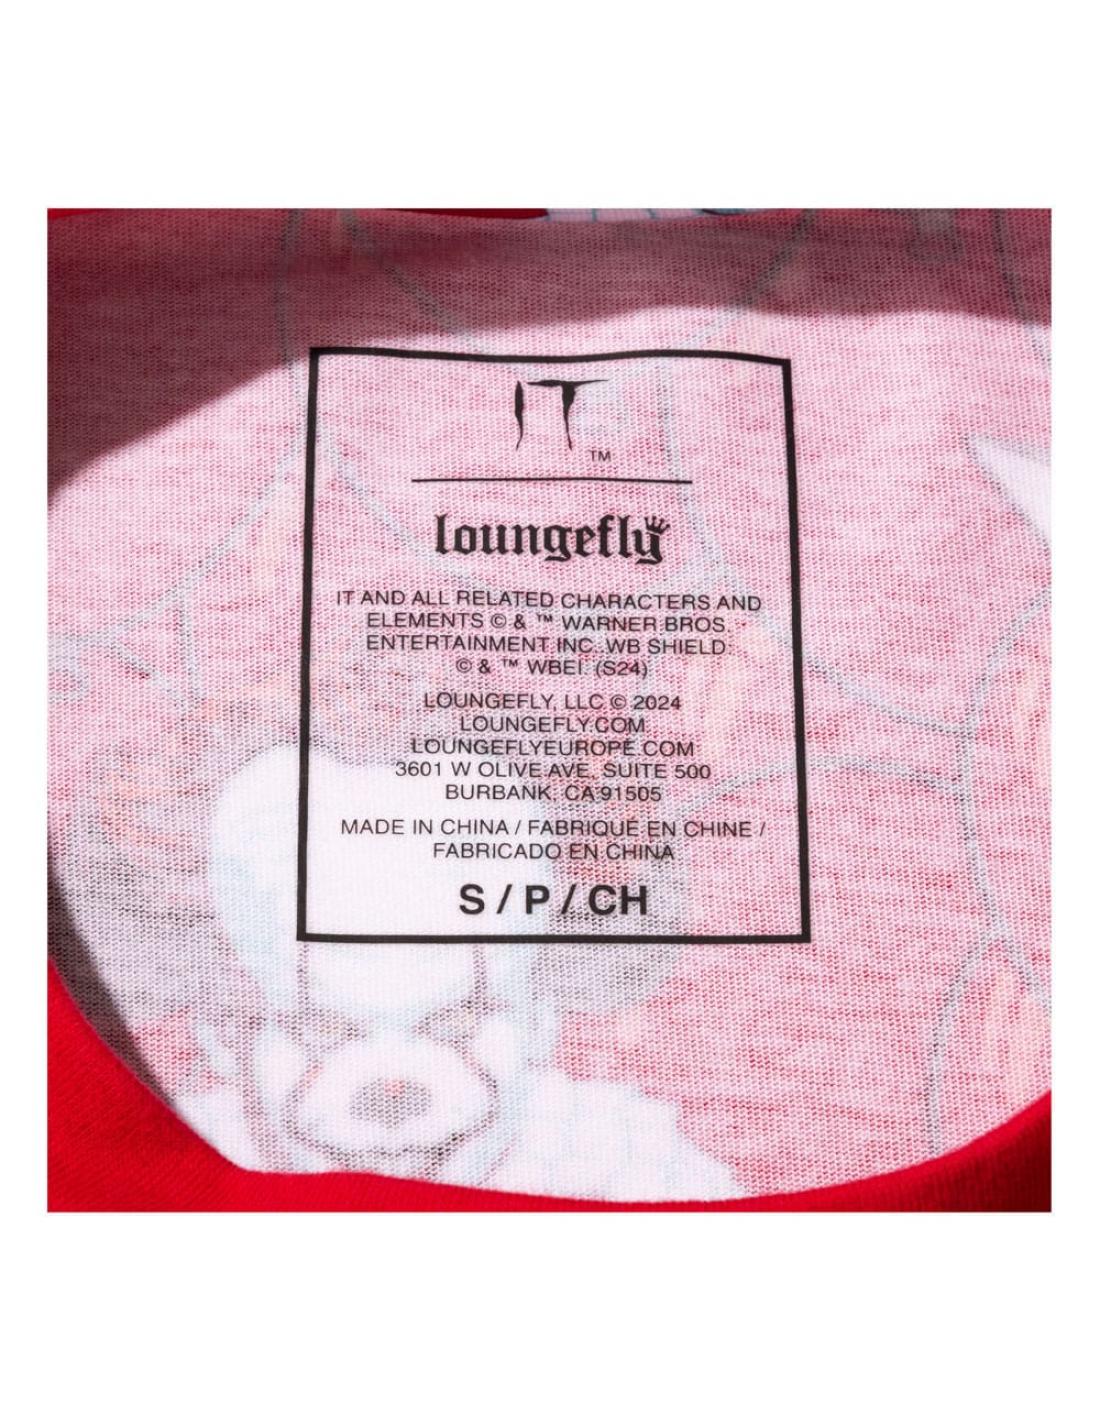 IT
TM
loungefly
IT AND ALL RELATED CHARACTERS AND
ELEMENTS © & ™ WARNER BROS.
ENTERTAINMENT INC. WB SHIELD:
© & ™ WBEI. (S24)
LOUNGEFLY, LLC © 2024
LOUNGEFLY.COM
LOUNGEFLYEUROPE.COM
3601 W OLIVE AVE, SUITE 500
BURBANK, CA 91505
MADE IN CHINA / FABRIQUÉ EN CHINE /
FABRICADO EN CHINA
S / P / CH